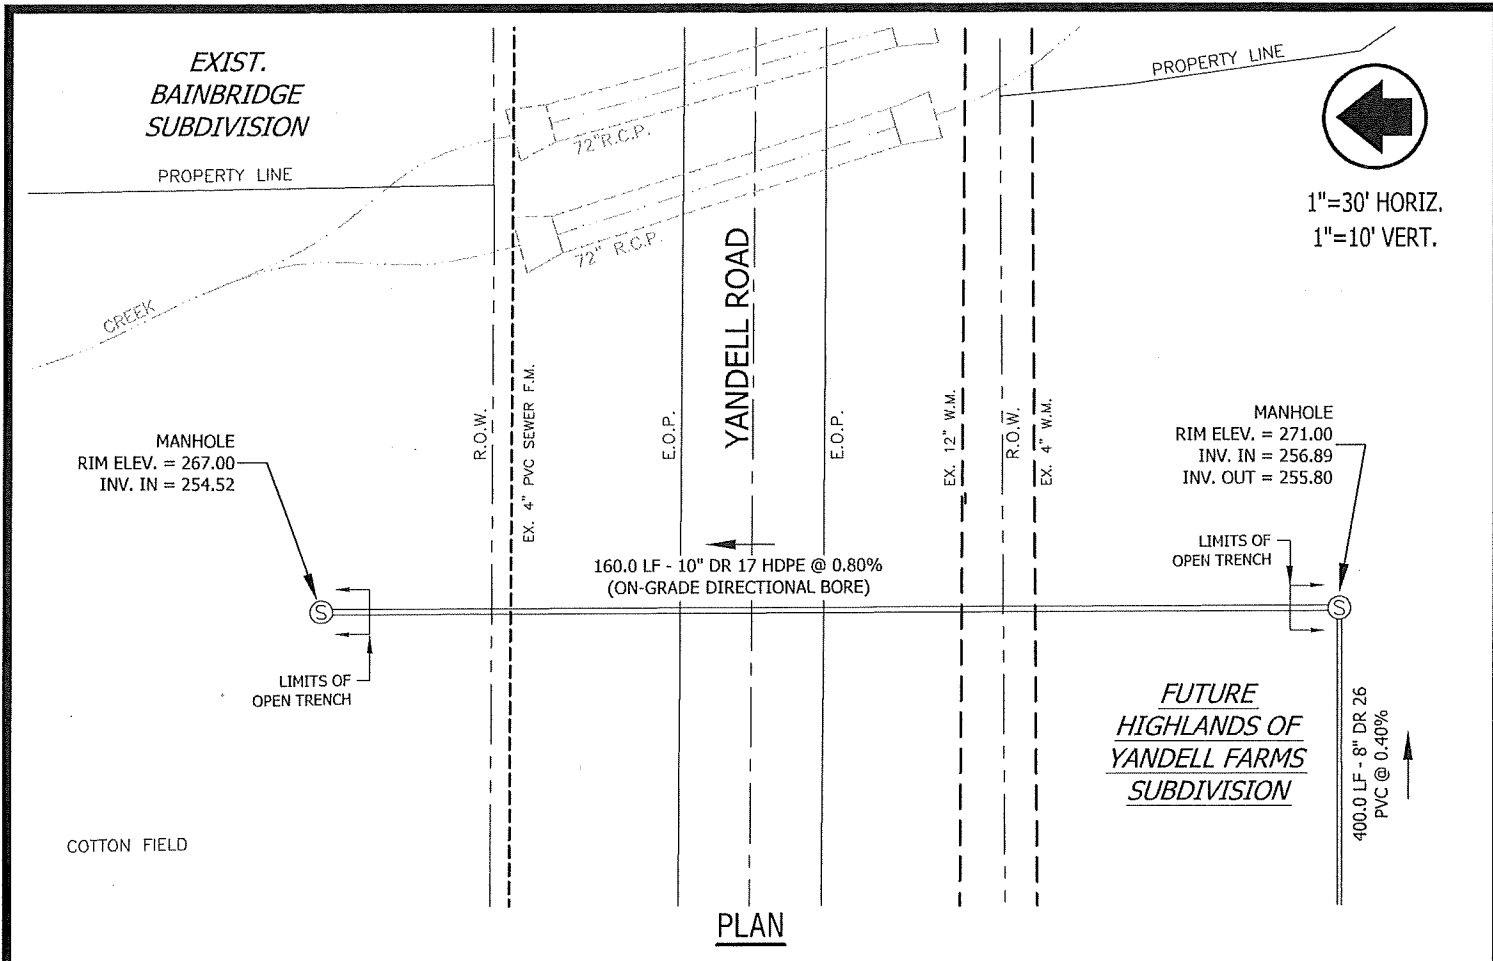 EXIST.
BAINBRIDGE
SUBDIVISION
PROPERTY LINE
PROPERTY LINE
1"=30' HORIZ.
1"=10' VERT.
72"R.C.P.
72" R.C.P.
CREEK
YANDELL ROAD
R.O.W.
EX. 4" PVC SEWER F.M.
E.O.P.
E.O.P.
EX. 12" W.M.
R.O.W.
EX. 4" W.M.
MANHOLE
RIM ELEV. = 267.00
INV. IN = 254.52
MANHOLE
RIM ELEV. = 271.00
INV. IN = 256.89
INV. OUT = 255.80
LIMITS OF
OPEN TRENCH
160.0 LF - 10" DR 17 HDPE @ 0.80%
(ON-GRADE DIRECTIONAL BORE)
S
S
LIMITS OF
OPEN TRENCH
FUTURE
HIGHLANDS OF
YANDELL FARMS
SUBDIVISION
400.0 LF - 8" DR 26
PVC @ 0.40%
COTTON FIELD
PLAN